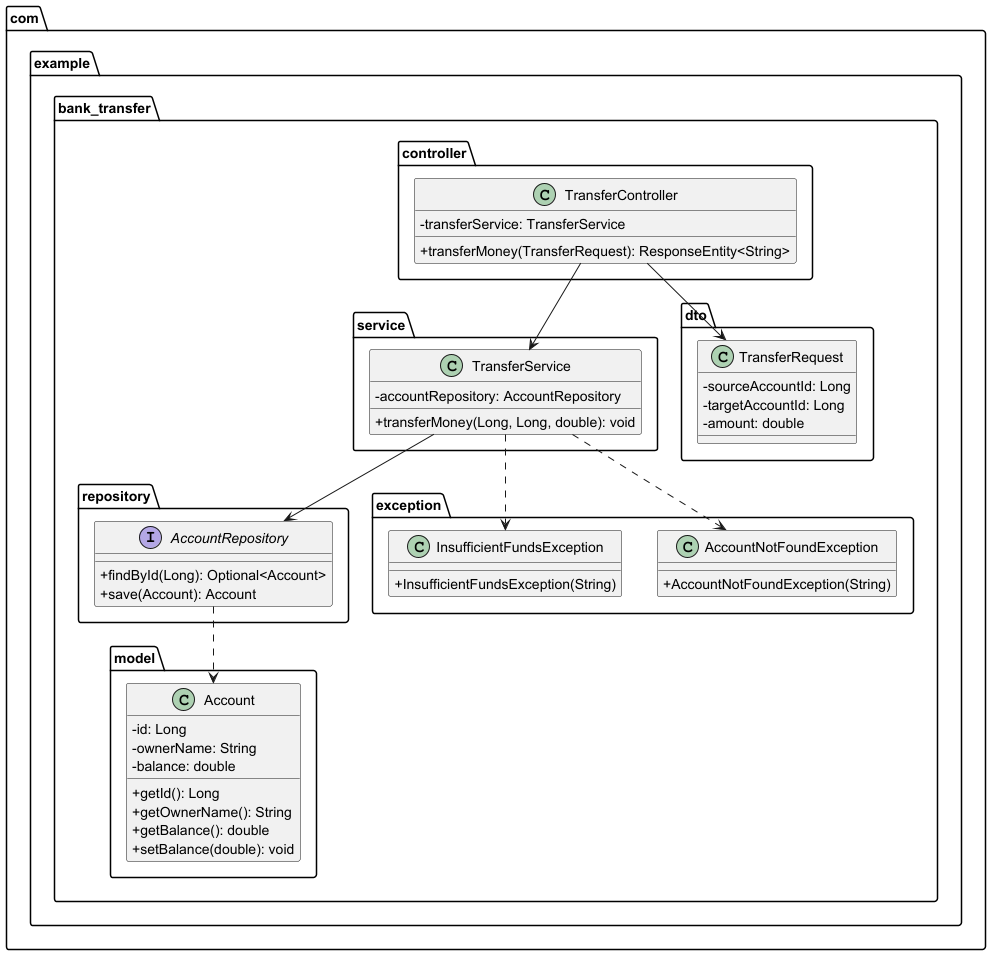 com
example
bank_transfer
controller
C TransferController
-transferService: TransferService
+transferMoney(TransferRequest): ResponseEntity<String>
service
C TransferService
-accountRepository: AccountRepository
+transferMoney(Long, Long, double): void
dto
C TransferRequest
-sourceAccountId: Long
-targetAccountId: Long
-amount: double
repository
I AccountRepository
+findById(Long): Optional<Account>
+save(Account): Account
exception
C InsufficientFundsException
+InsufficientFundsException(String)
C AccountNotFoundException
+AccountNotFoundException(String)
model
C Account
-id: Long
-ownerName: String
-balance: double
+getId(): Long
+getOwnerName(): String
+getBalance(): double
+setBalance(double): void